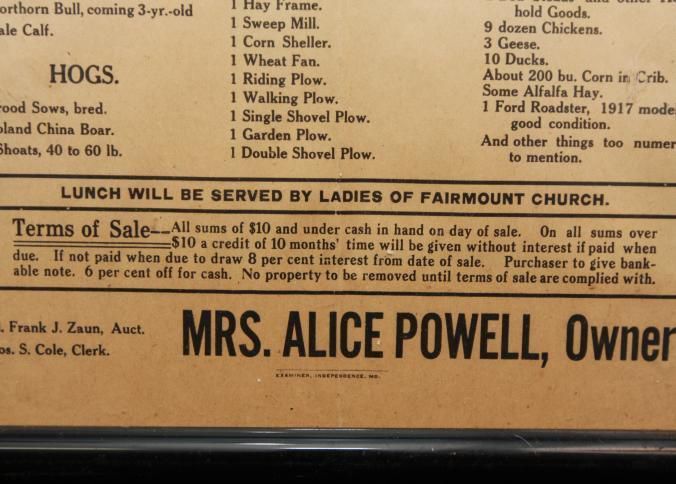 orthorn Bull, coming 3-yr.-old
ale Calf.
HOGS.
rood Sows, bred.
oland China Boar.
Shoats, 40 to 60 lb.
1 Hay Frame.
1 Sweep Mill.
1 Corn Sheller.
1 Wheat Fan.
1 Riding Plow.
1 Walking Plow.
1 Single Shovel Plow.
1 Garden Plow.
1 Double Shovel Plow.
hold Goods.
9 dozen Chickens.
3 Geese.
10 Ducks.
About 200 bu. Corn in Crib.
Some Alfalfa Hay.
1 Ford Roadster, 1917 mode
good condition.
And other things too numer
to mention.
LUNCH WILL BE SERVED BY LADIES OF FAIRMOUNT CHURCH.
Terms of Sale--All sums of $10 and under cash in hand on day of sale. On all sums over
$10 a credit of 10 months' time will be given without interest if paid when
due. If not paid when due to draw 8 per cent interest from date of sale. Purchaser to give bank-
able note. 6 per cent off for cash. No property to be removed until terms of sale are complied with.
. Frank J. Zaun, Auct.
os. S. Cole, Clerk.
MRS. ALICE POWELL, Owner
EXAMINER, INDEPENDENCE, MO.